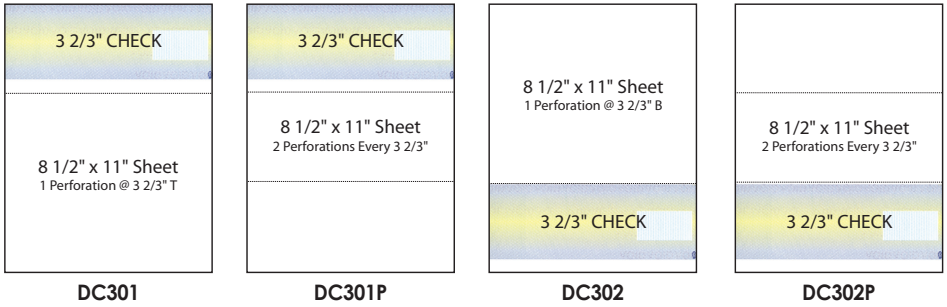 3 2/3" CHECK
8 1/2" x 11" Sheet
1 Perforation @ 3 2/3" T
DC301
3 2/3" CHECK
8 1/2" x 11" Sheet
2 Perforations Every 3 2/3"
DC301P
8 1/2" x 11" Sheet
1 Perforation @ 3 2/3" B
3 2/3" CHECK
DC302
8 1/2" x 11" Sheet
2 Perforations Every 3 2/3"
3 2/3" CHECK
DC302P